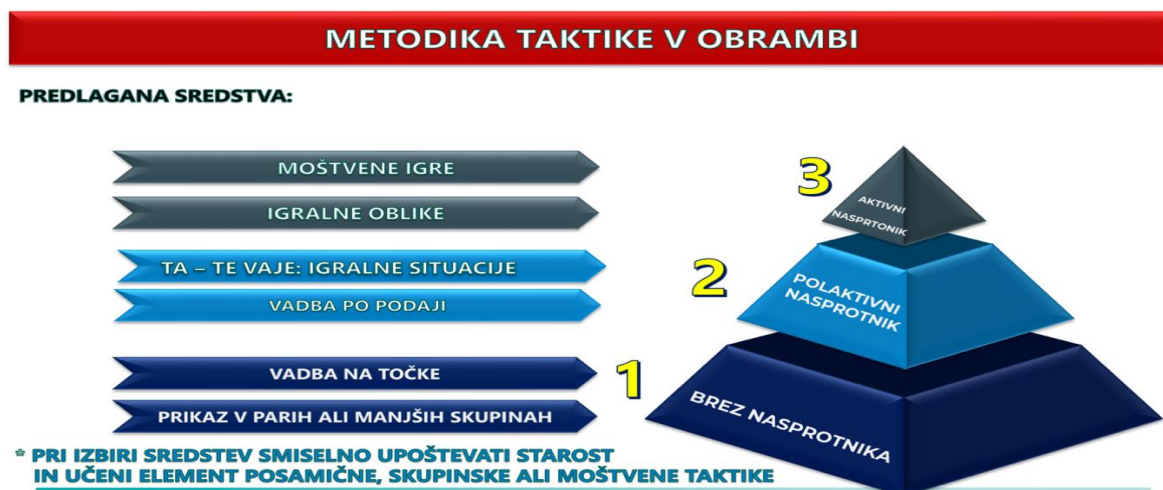 METODIKA TAKTIKE V OBRAMBI
PREDLAGANA SREDSTVA:
MOŠTVENE IGRE
IGRALNE OBLIKE
TA – TE VAJE: IGRALNE SITUACIJE
VADBA PO PODAJI
VADBA NA TOČKE
PRIKAZ V PARIH ALI MANJŠIH SKUPINAH
3
AKTIVNI
NASPRTONIK
2
POLAKTIVNI
NASPROTNIK
1
BREZ NASPROTNIKA
* PRI IZBIRI SREDSTEV SMISELNO UPOŠTEVATI STAROST
IN UČENI ELEMENT POSAMIČNE, SKUPINSKE ALI MOŠTVENE TAKTIKE